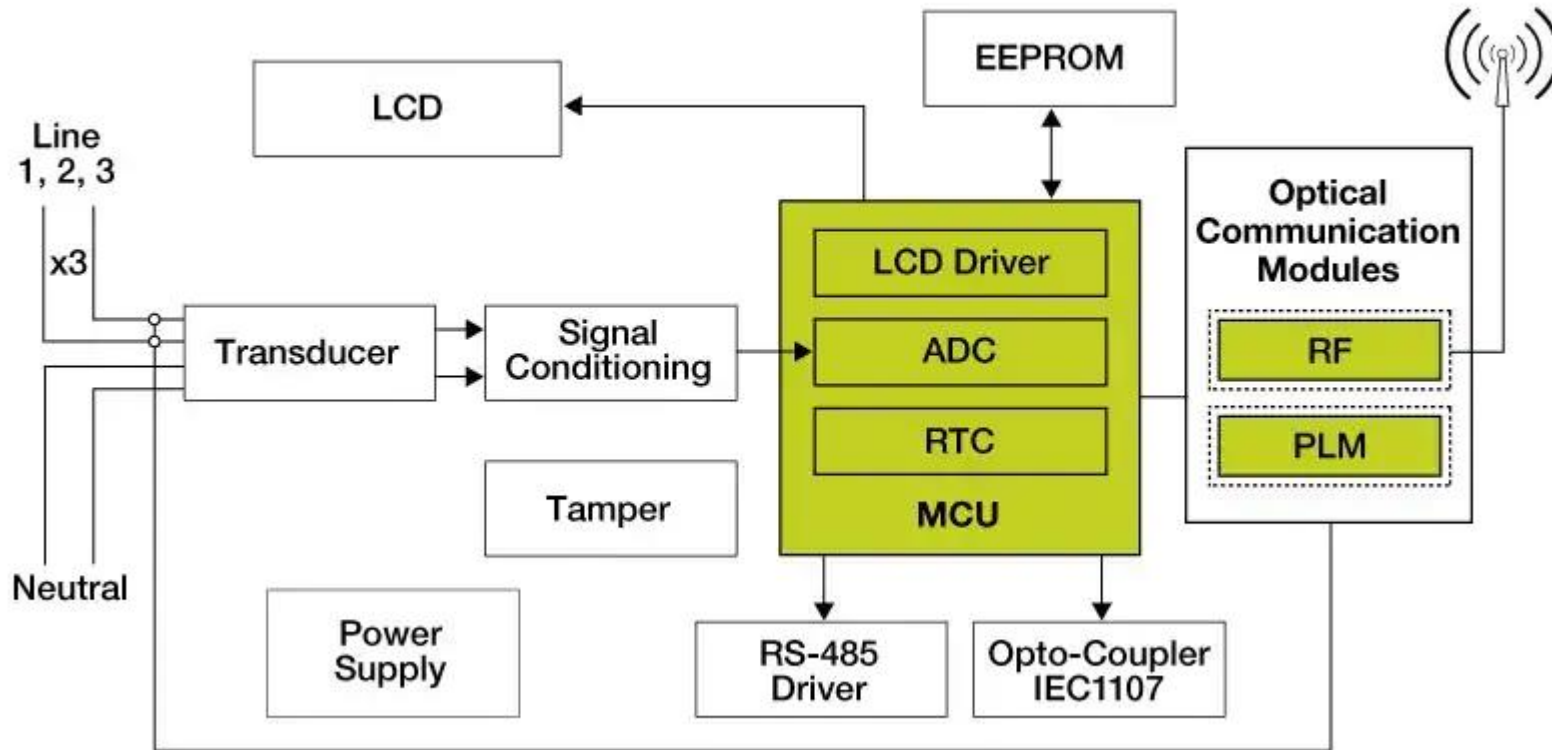 EEPROM
LCD
Line
1, 2, 3
x3
Optical
Communication
Modules
LCD Driver
Transducer
Signal
Conditioning
ADC
RF
RTC
PLM
Tamper
MCU
Neutral
Power
Supply
RS-485
Driver
Opto-Coupler
IEC1107